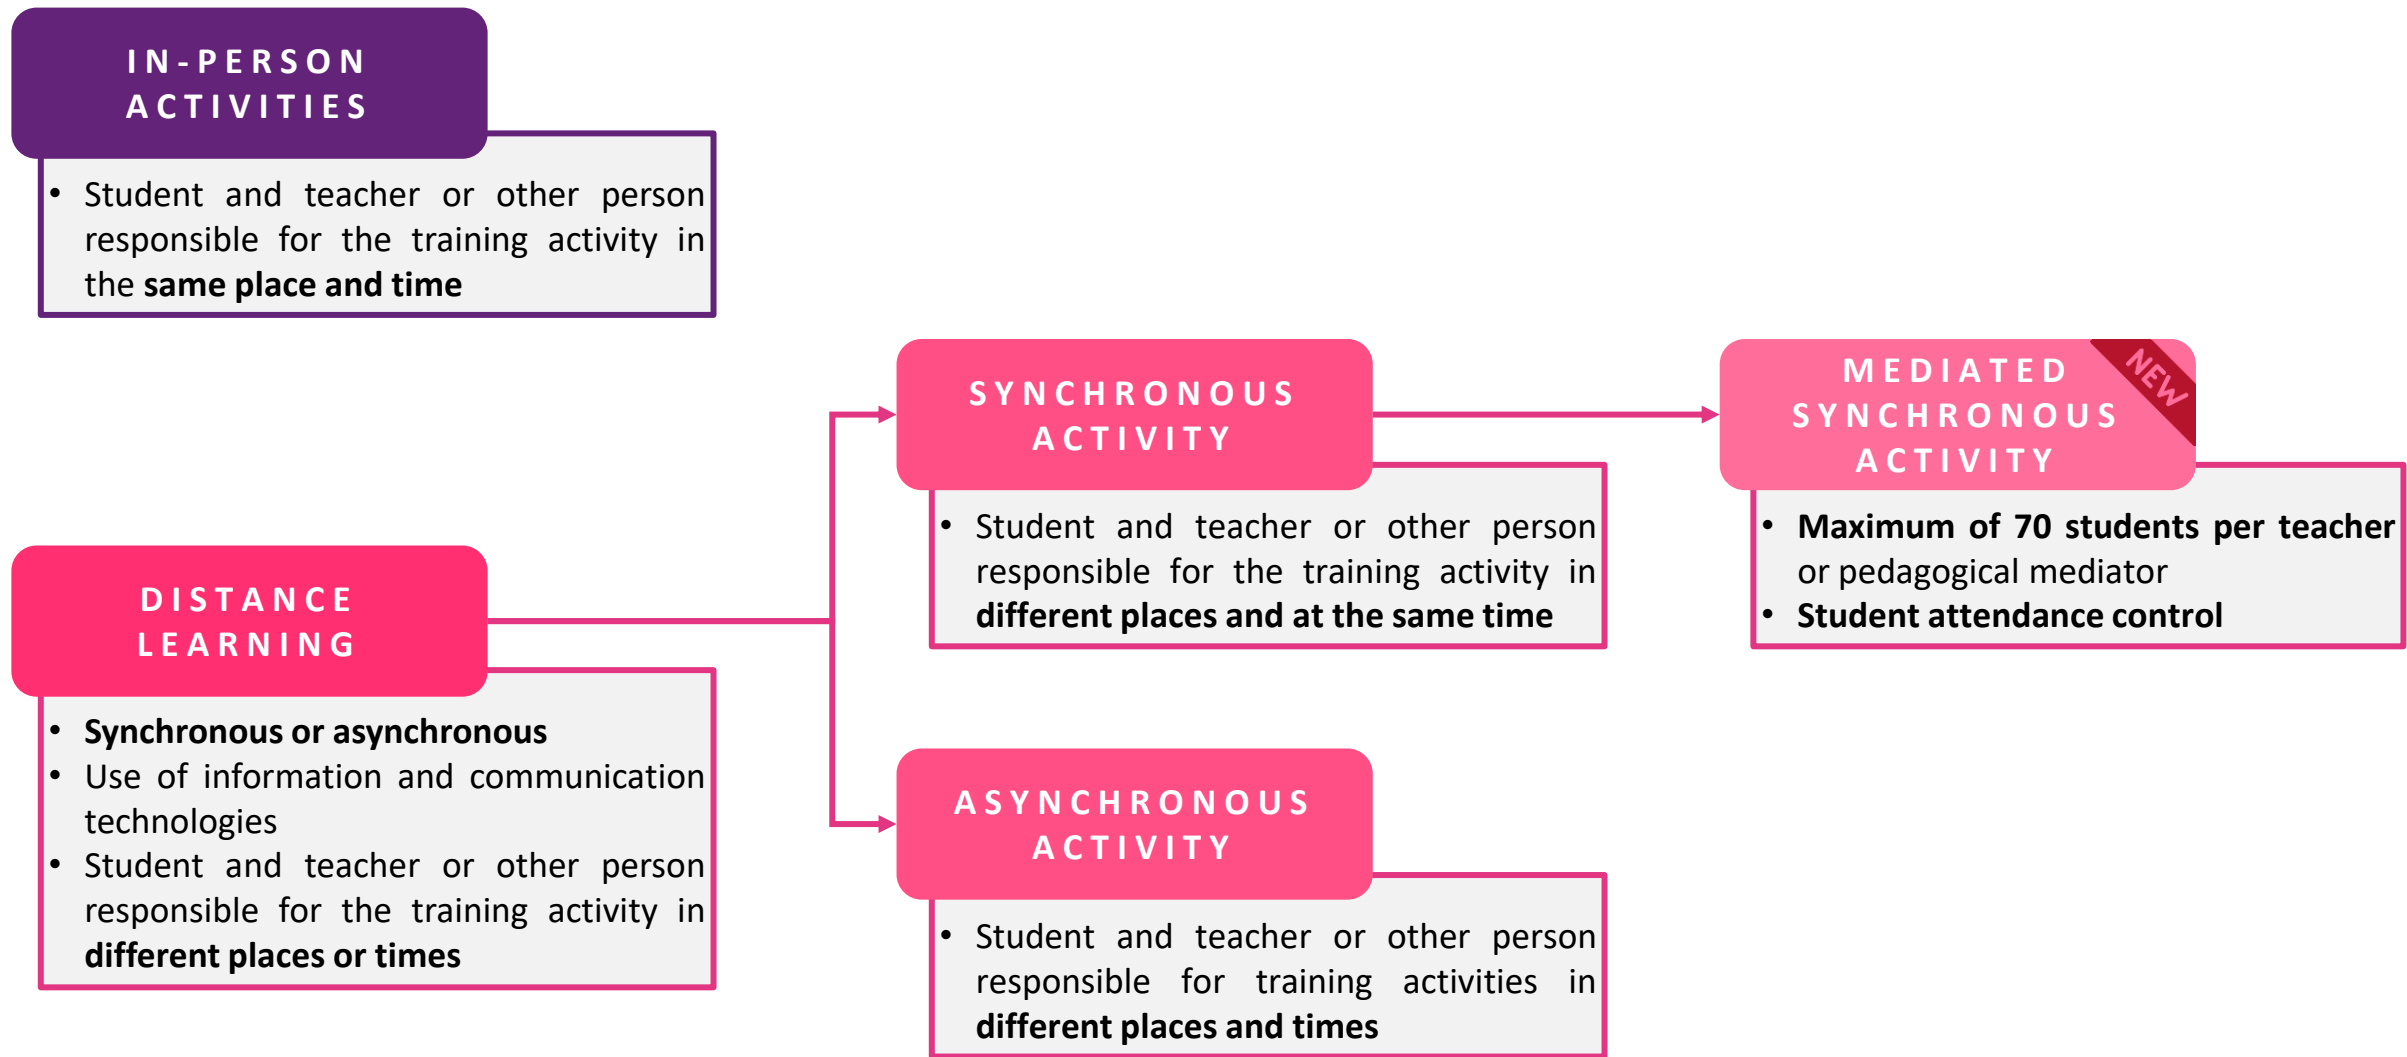 IN-PERSON
ACTIVITIES
• Student and teacher or other person
responsible for the training activity in
the same place and time
DISTANCE
LEARNING
• Synchronous or asynchronous
• Use of information and communication
technologies
• Student and teacher or other person
responsible for the training activity in
different places or times
SYNCHRONOUS
ACTIVITY
• Student and teacher or other person
responsible for the training activity in
different places and at the same time
MEDIATED
SYNCHRONOUS
ACTIVITY
NEW
• Maximum of 70 students per teacher
or pedagogical mediator
• Student attendance control
ASYNCHRONOUS
ACTIVITY
• Student and teacher or other person
responsible for training activities in
different places and times